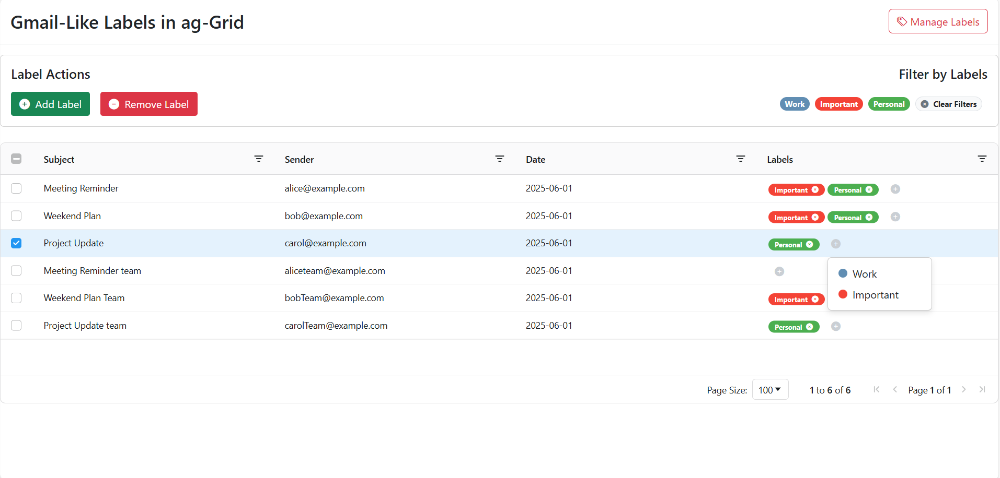 Gmail-Like Labels in ag-Grid
Manage Labels
Label Actions
Filter by Labels
Add Label
Remove Label
Work
Important
Personal
Clear Filters
Subject
Sender
Date
Labels
Meeting Reminder
alice@example.com
2025-06-01
Important
Personal
Weekend Plan
bob@example.com
2025-06-01
Important
Personal
Project Update
carol@example.com
2025-06-01
Personal
Meeting Reminder team
aliceteam@example.com
2025-06-01
Work
Weekend Plan Team
bobTeam@example.com
2025-06-01
Important
Important
Project Update team
carolTeam@example.com
2025-06-01
Personal
Page Size:
100
1 to 6 of 6
Page 1 of 1